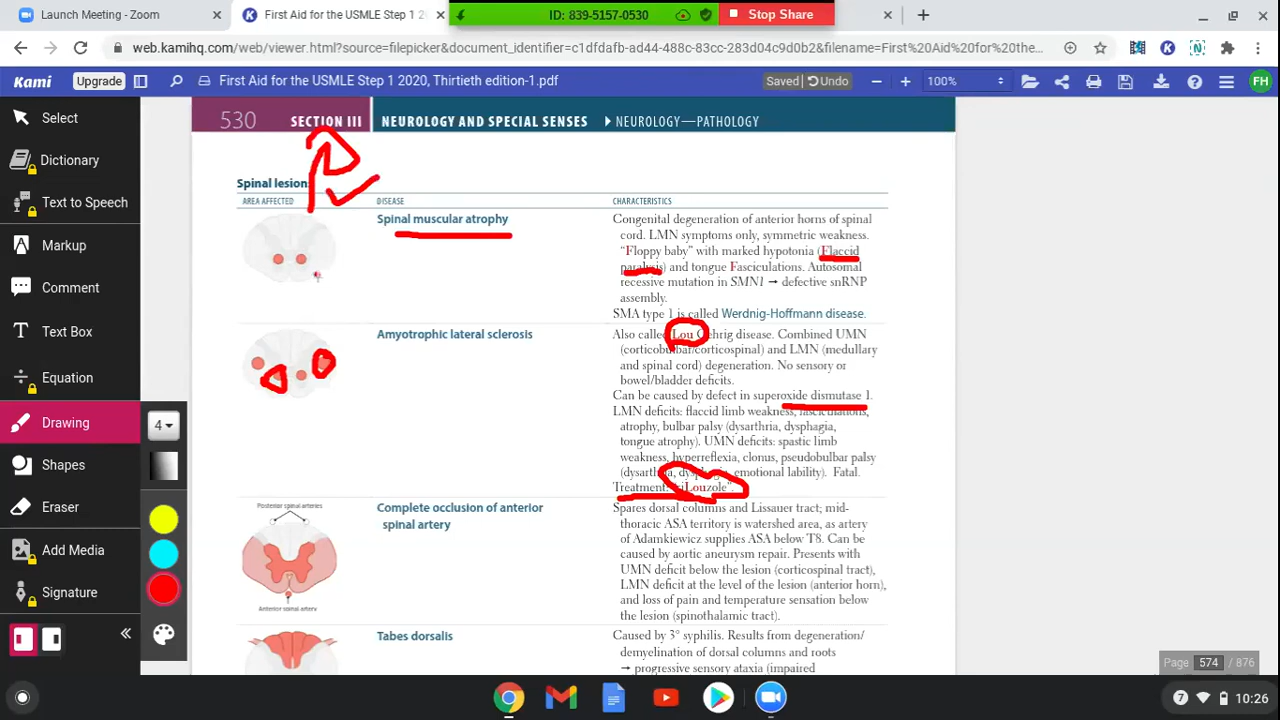 Launch Meeting - Zoom
First Aid for the USMLE Step 1 20
ID: 839-5157-0530
Stop Share
web.kamihq.com/web/viewer.html?source=filepicker&document_identifier=c1dfdafb-ad44-488c-83cc-283d04c9d0b2&filename=First%20Aid%20for%20the...
Kami
Upgrade
First Aid for the USMLE Step 1 2020, Thirtieth edition-1.pdf
Saved
Undo
100%
FH
Select
Dictionary
Text to Speech
Markup
Comment
Text Box
Equation
Drawing
Shapes
Eraser
Add Media
Signature
4
530 SECTION III NEUROLOGY AND SPECIAL SENSES NEUROLOGY—PATHOLOGY
Spinal lesion
AREA AFFECTED DISEASE CHARACTERISTICS
Spinal muscular atrophy
Congenital degeneration of anterior horns of spinal
cord. LMN symptoms only, symmetric weakness.
“Floppy baby” with marked hypotonia (Flaccid
paralysis) and tongue Fasciculations. Autosomal
recessive mutation in SMN1 → defective snRNP
assembly.
SMA type 1 is called Werdnig-Hoffmann disease.
Amyotrophic lateral sclerosis
Also called Lou Gehrig disease. Combined UMN
(corticobulbar/corticospinal) and LMN (medullary
and spinal cord) degeneration. No sensory or
bowel/bladder deficits.
Can be caused by defect in superoxide dismutase 1.
LMN deficits: flaccid limb weakness, fasciculations,
atrophy, bulbar palsy (dysarthria, dysphagia,
tongue atrophy). UMN deficits: spastic limb
weakness, hyperreflexia, clonus, pseudobulbar palsy
(dysarthria, dysphagia, emotional lability). Fatal.
Treatment: “riLouzole”
Complete occlusion of anterior
spinal artery
Posterior spinal arteries
Anterior spinal artery
Spares dorsal columns and Lissauer tract; mid-
thoracic ASA territory is watershed area, as artery
of Adamkiewicz supplies ASA below T8. Can be
caused by aortic aneurysm repair. Presents with
UMN deficit below the lesion (corticospinal tract),
LMN deficit at the level of the lesion (anterior horn),
and loss of pain and temperature sensation below
the lesion (spinothalamic tract).
Tabes dorsalis
Caused by 3° syphilis. Results from degeneration/
demyelination of dorsal columns and roots
→ progressive sensory ataxia (impaired
Page 574 / 876
7
10:26